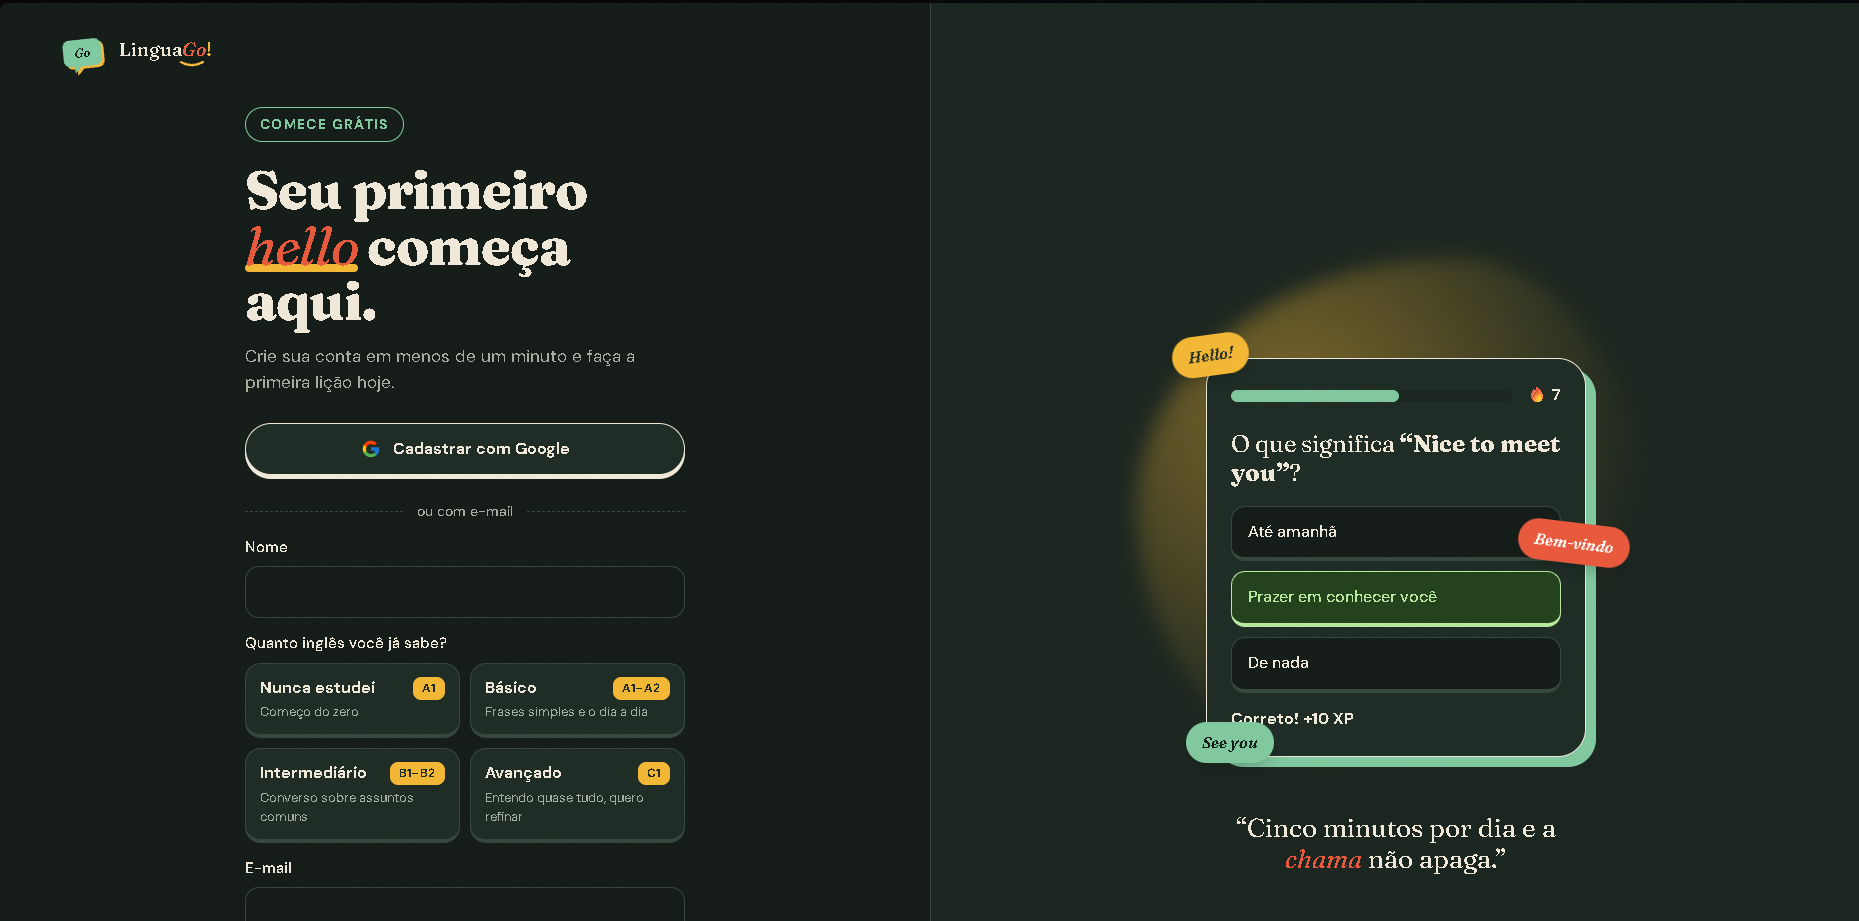 Go
LinguaGo!
COMECE GRÁTIS
Seu primeiro
hello começa
aqui.
Crie sua conta em menos de um minuto e faça a
primeira lição hoje.
Cadastrar com Google
ou com e-mail
Nome
Quanto inglês você já sabe?
Nunca estudei A1
Começo do zero
Básico A1–A2
Frases simples e o dia a dia
Intermediário B1–B2
Converso sobre assuntos
comuns
Avançado C1
Entendo quase tudo, quero
refinar
E-mail
Hello!
7
O que significa “Nice to meet
you”?
Até amanhã
Bem-vindo
Prazer em conhecer você
De nada
Correto! +10 XP
See you
“Cinco minutos por dia e a
chama não apaga.”